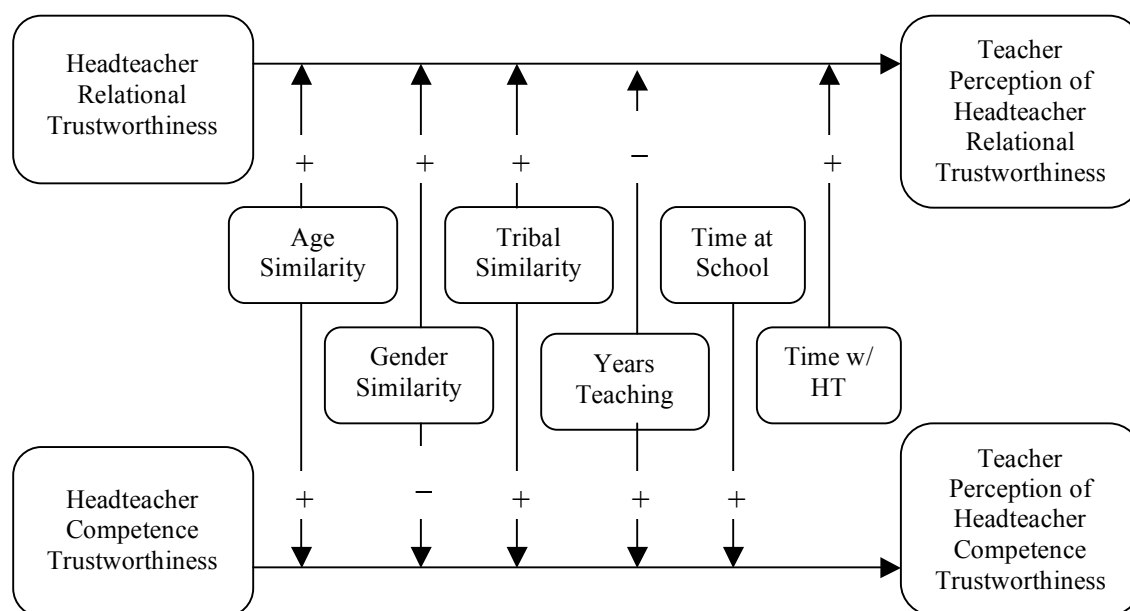 Headteacher
Relational
Trustworthiness
Teacher
Perception of
Headteacher
Relational
Trustworthiness
+ + + − +
Age
Similarity
Tribal
Similarity
Time at
School
Gender
Similarity
Years
Teaching
Time w/
HT
Headteacher
Competence
Trustworthiness
+ − + + +
Teacher
Perception of
Headteacher
Competence
Trustworthiness